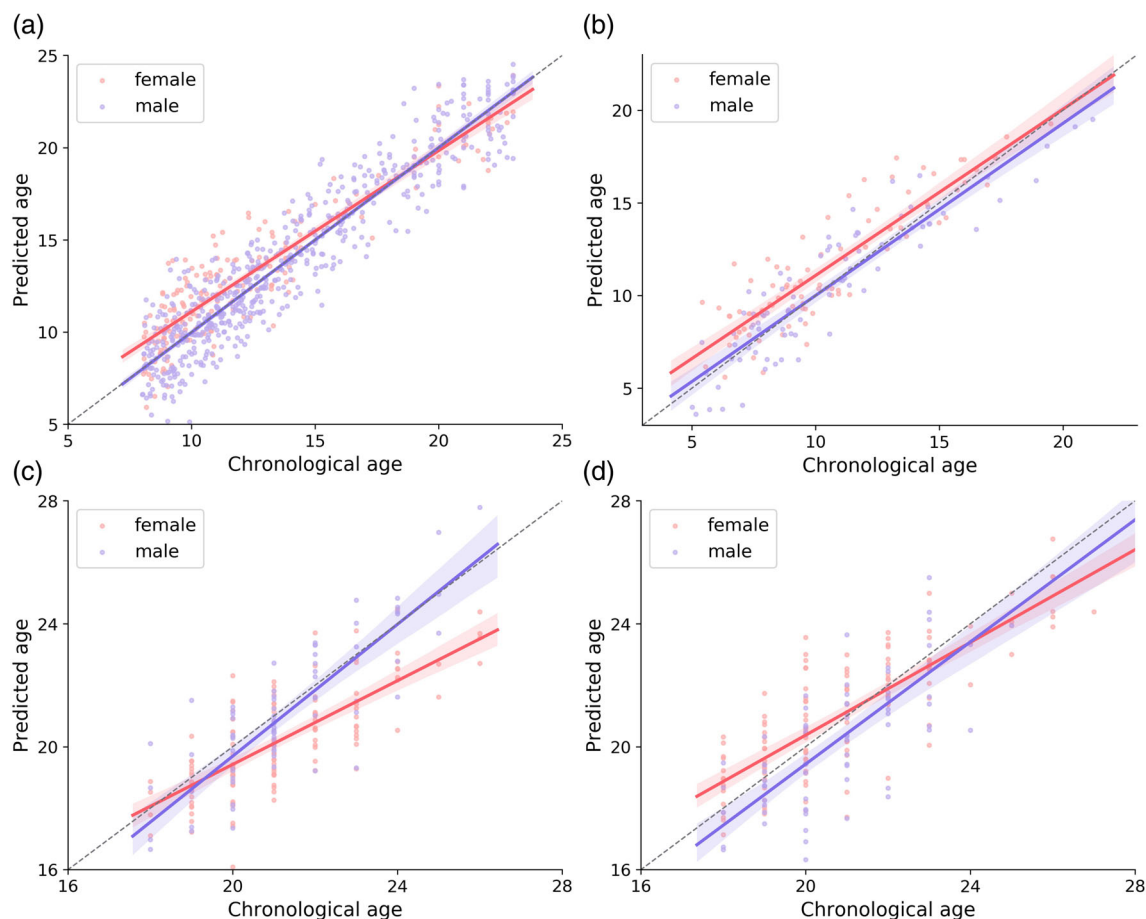 (a)
25
20
15
10
5
5 10 15 20 25
Predicted age
Chronological age
female
male
(b)
20
15
10
5
5 10 15 20
Predicted age
Chronological age
female
male
(c)
28
24
20
16
16 20 24 28
Predicted age
Chronological age
female
male
(d)
28
24
20
16
16 20 24 28
Predicted age
Chronological age
female
male